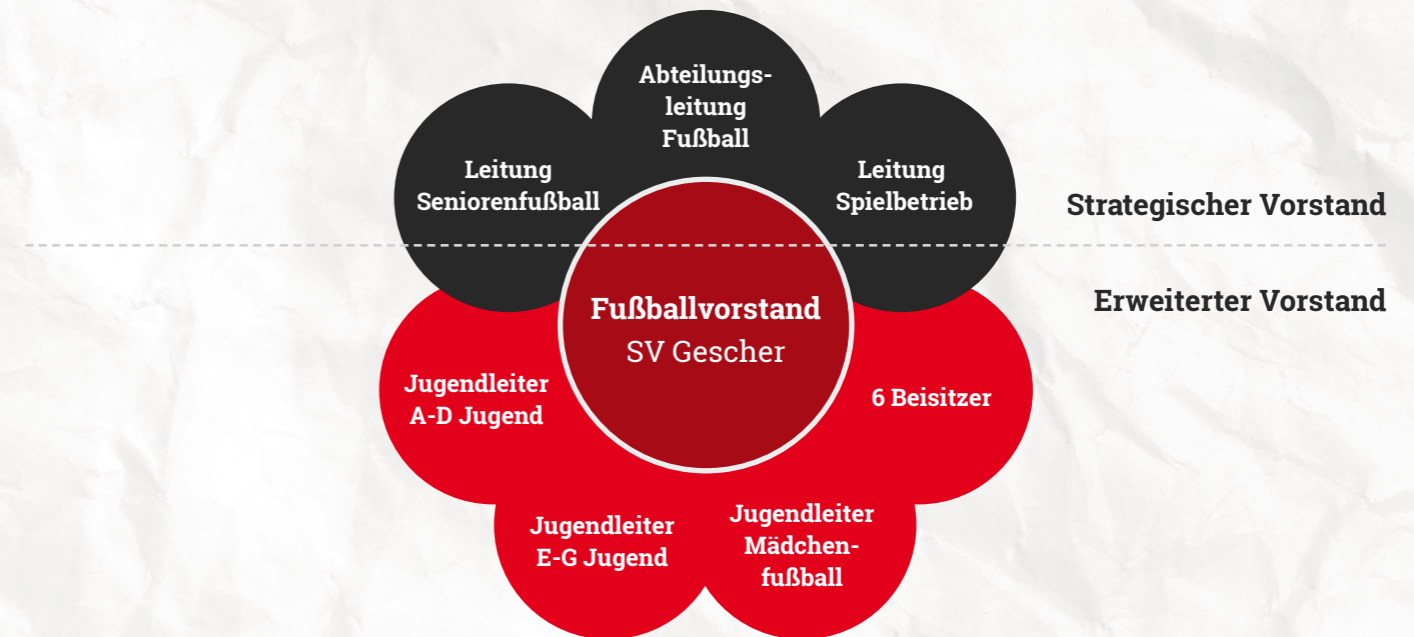 Abteilungs-
leitung
Fußball
Leitung
Seniorenfußball
Leitung
Spielbetrieb
Strategischer Vorstand
Erweiterter Vorstand
Fußballvorstand
SV Gescher
Jugendleiter
A-D Jugend
6 Beisitzer
Jugendleiter
E-G Jugend
Jugendleiter
Mädchen-
fußball